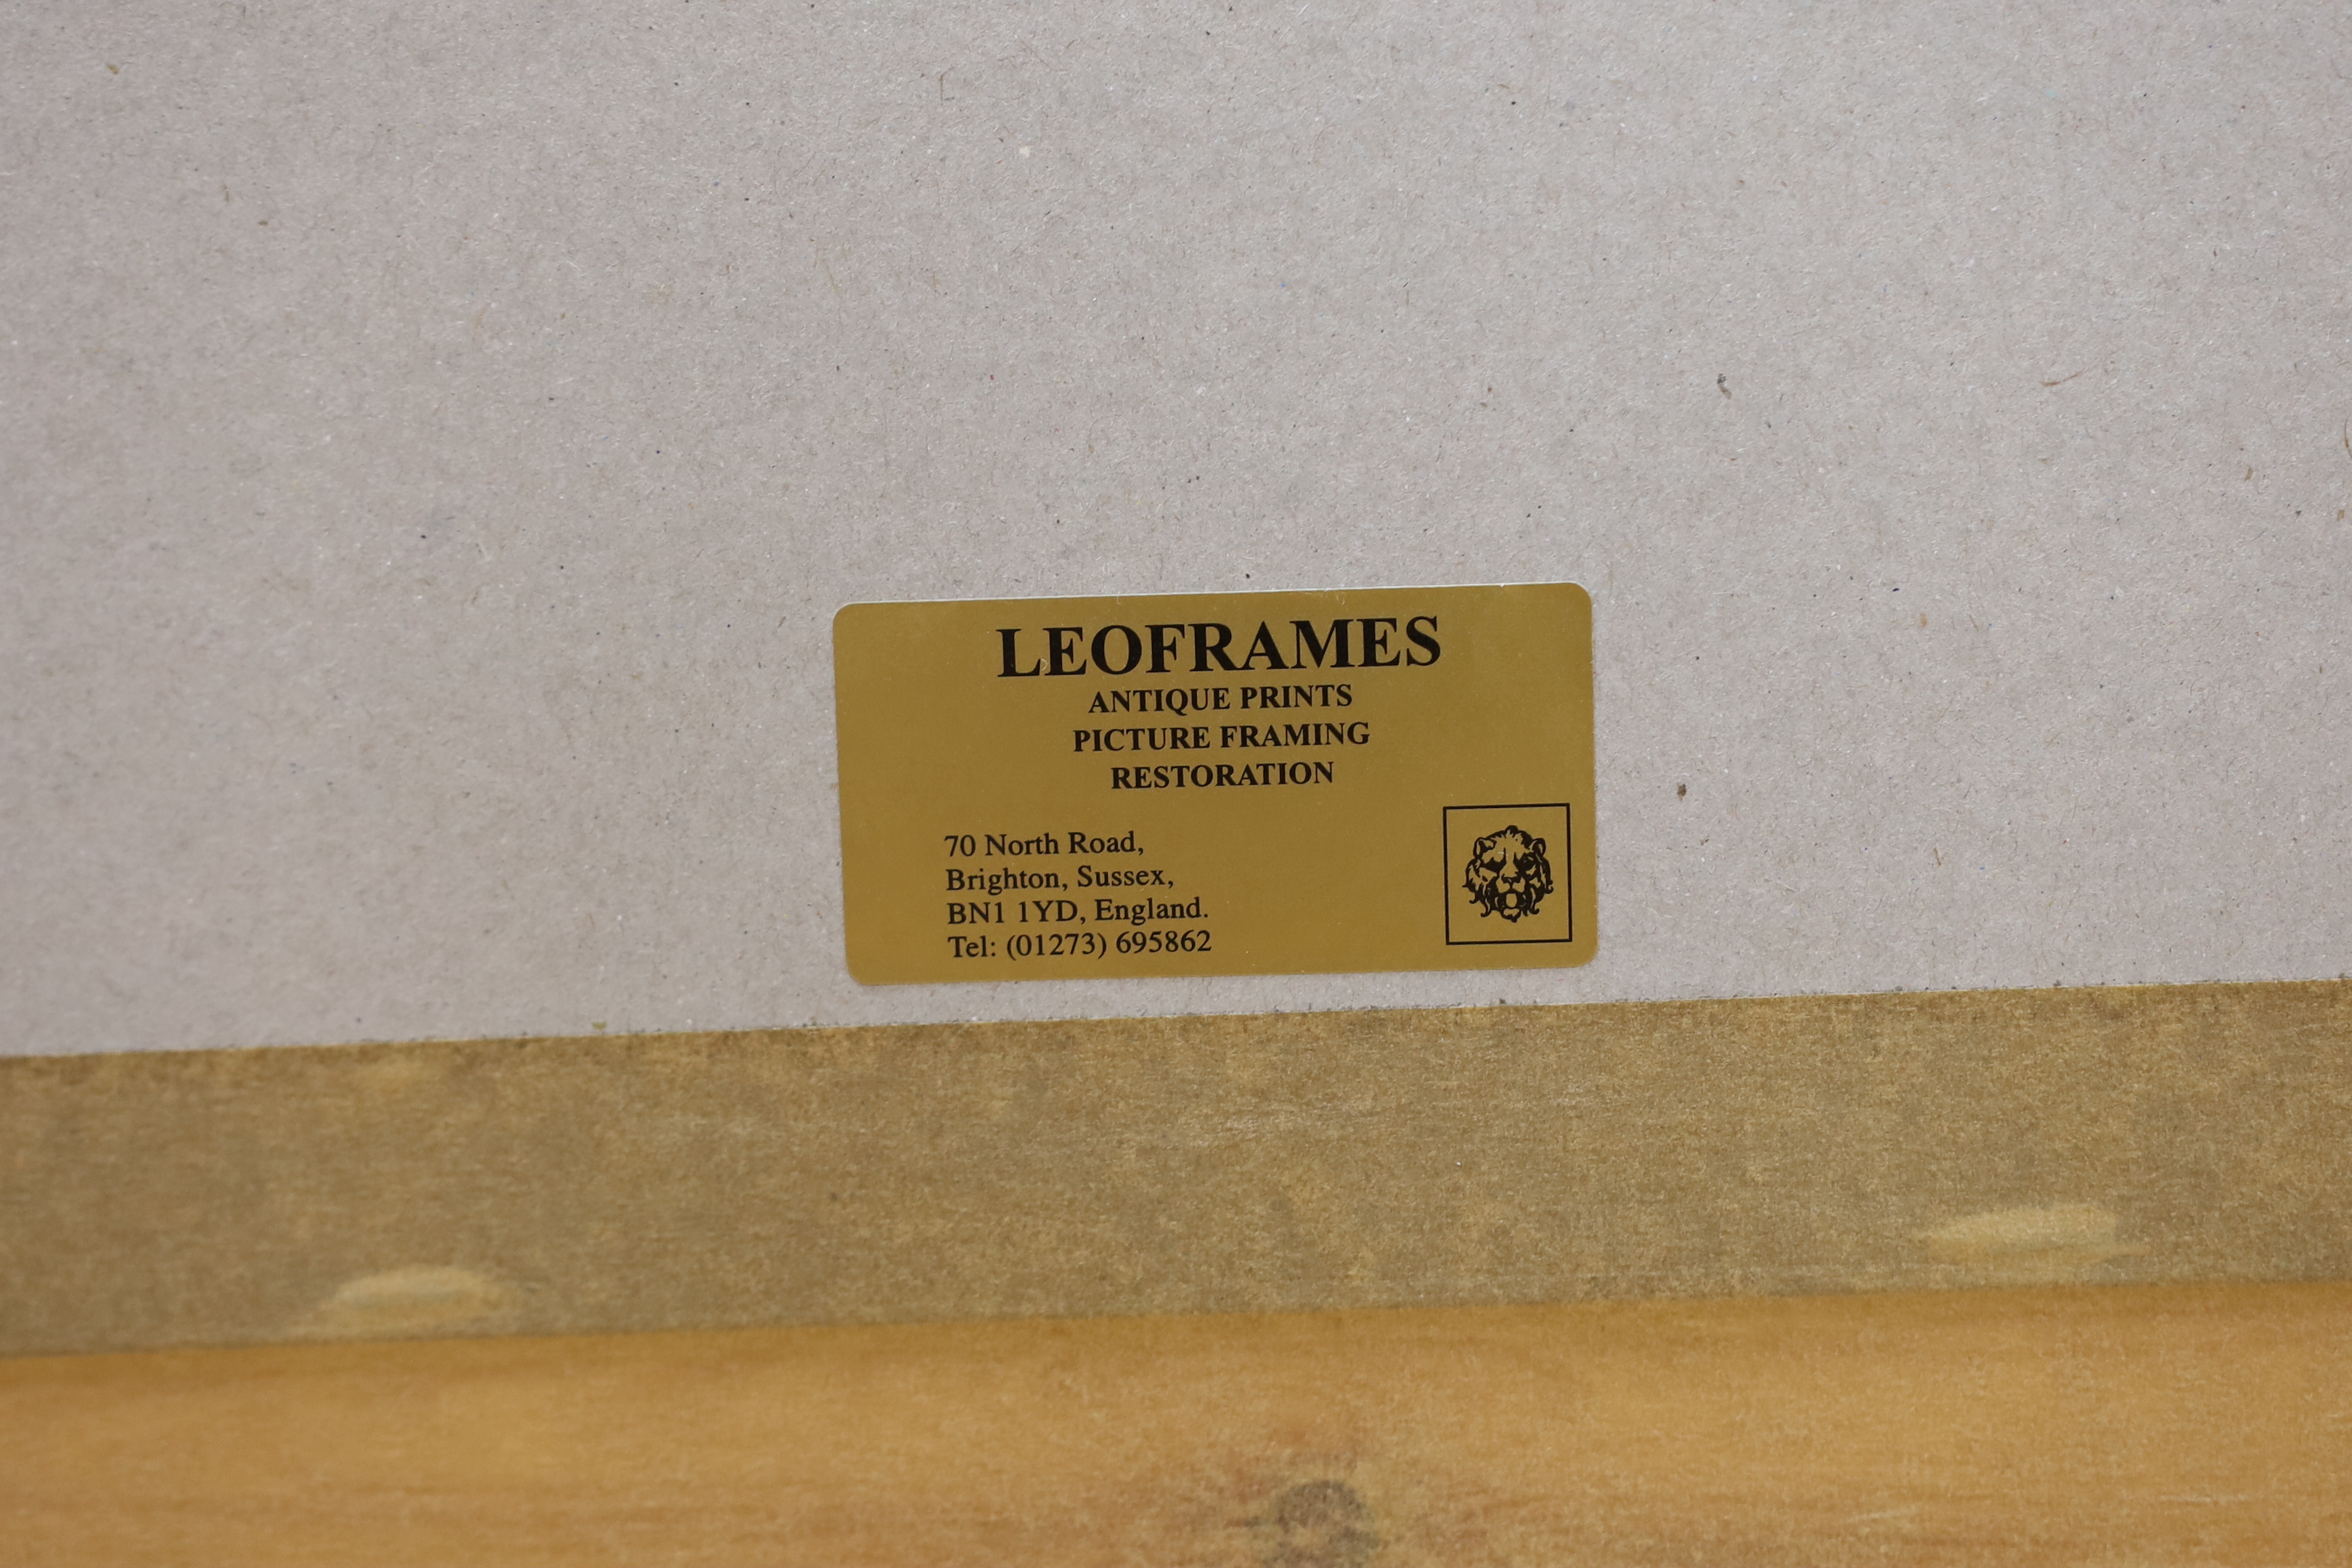 LEOFRAMES
ANTIQUE PRINTS
PICTURE FRAMING
RESTORATION
70 North Road,
Brighton, Sussex,
BN1 1YD, England.
Tel: (01273) 695862